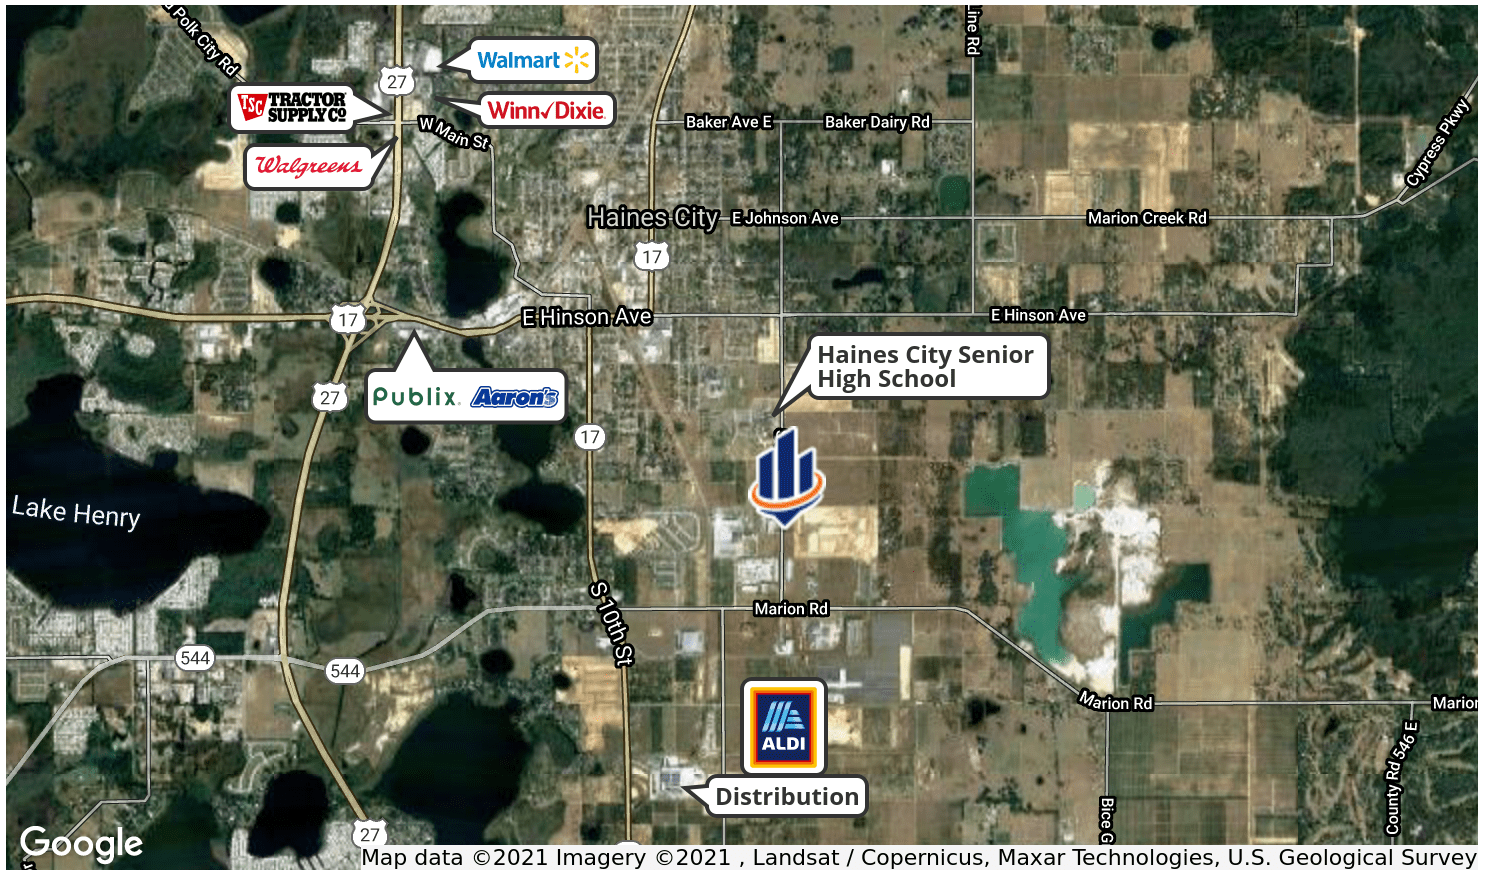 Polk City Rd
Line Rd
Walmart
27
TSC TRACTOR
SUPPLY CO
Winn Dixie
W Main St
Baker Ave E
Baker Dairy Rd
Cypress Pkwy
Walgreens
Haines City
E Johnson Ave
Marion Creek Rd
17
17
E Hinson Ave
E Hinson Ave
Haines City Senior
High School
27
Publix.
Aaron's
17
Lake Henry
S 10th St
Marion Rd
544
544
Marion Rd
Marion
ALDI
County Rd 546 E
Distribution
Bice G
27
Google
Map data ©2021 Imagery ©2021 , Landsat / Copernicus, Maxar Technologies, U.S. Geological Survey